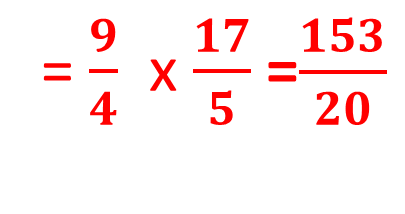 = 9/4 x 17/5 = 153/20